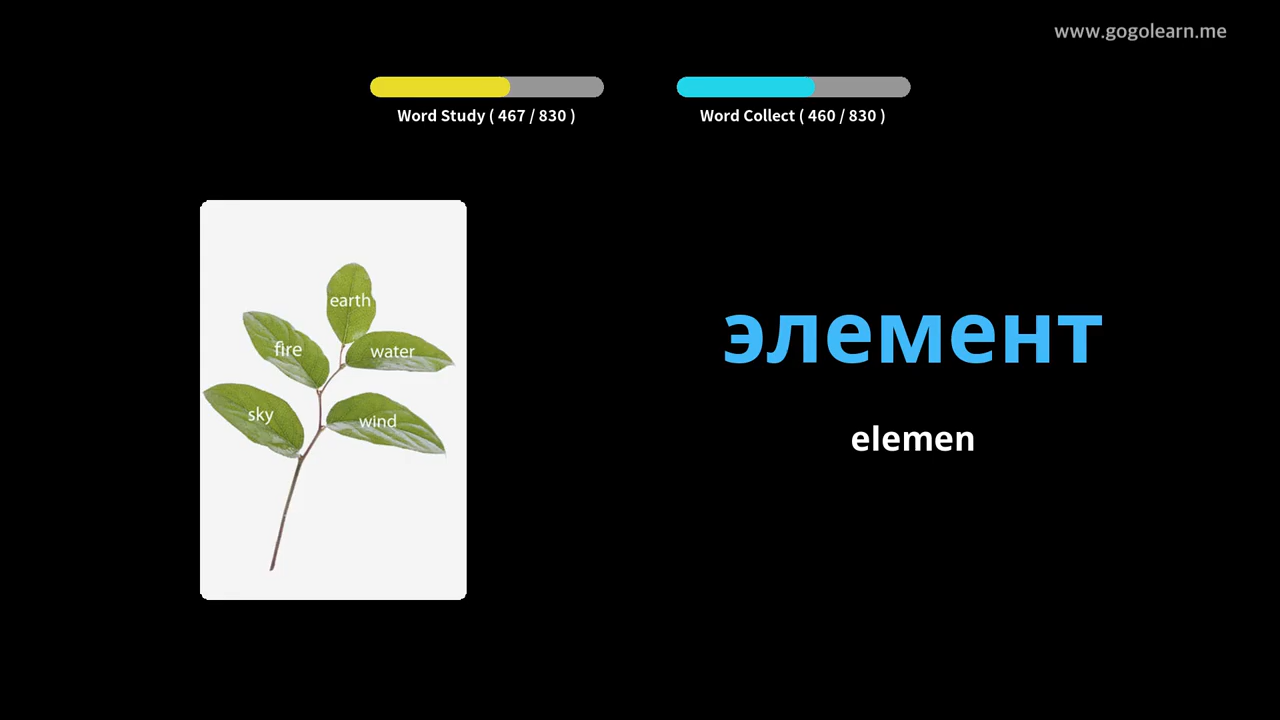 www.gogolearn.me
Word Study ( 467 / 830 )
Word Collect ( 460 / 830 )
earth
fire
water
sky
wind
элемент
elemen